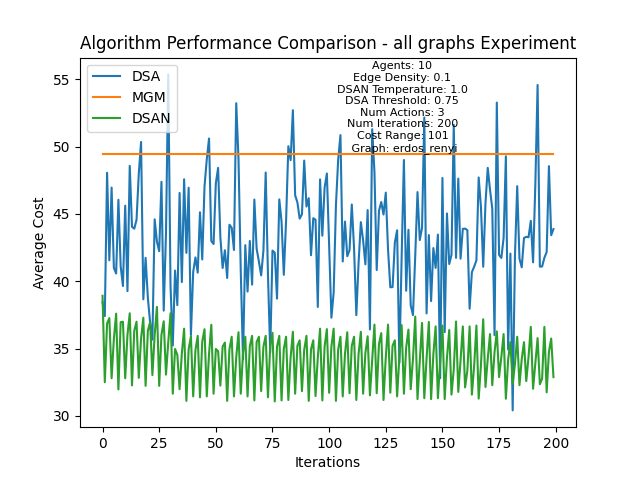 Algorithm Performance Comparison - all graphs Experiment
DSA
MGM
DSAN
Agents: 10
Edge Density: 0.1
DSAN Temperature: 1.0
DSA Threshold: 0.75
Num Actions: 3
Num Iterations: 200
Cost Range: 101
Graph: erdos_renyi
Average Cost
55
50
45
40
35
30
0 25 50 75 100 125 150 175 200
Iterations